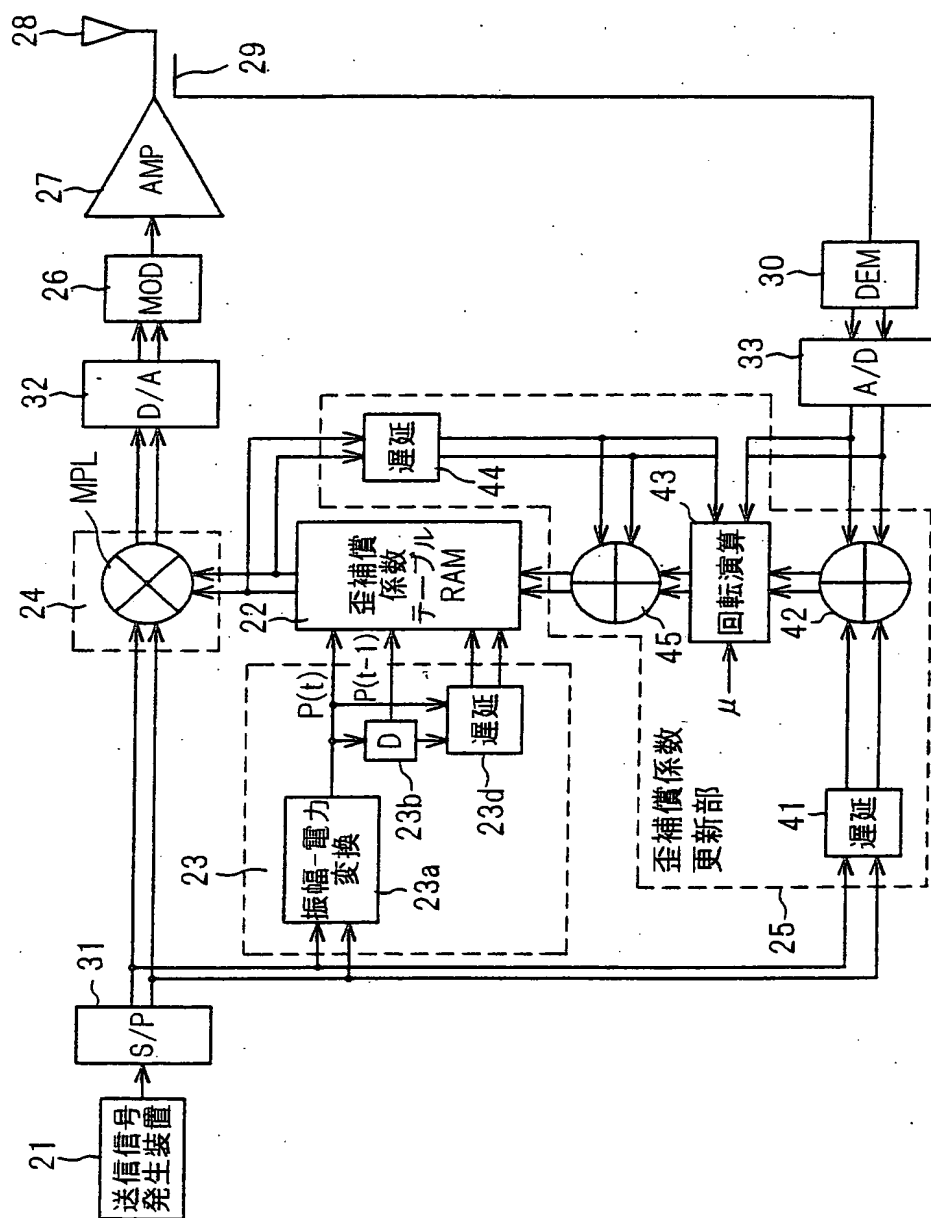 21
送信信号
発生装置
31
S/P
24
MPL
32
D/A
26
MOD
27
AMP
28
29
23
振幅-電力
変換
23a
P(t)
P(t-1)
D
23b
遅延
23d
22
歪補償
係数
テーブル
RAM
遅延
44
45
43
回転演算
μ
42
歪補償係数
更新部
41
遅延
25
30
DEM
33
A/D